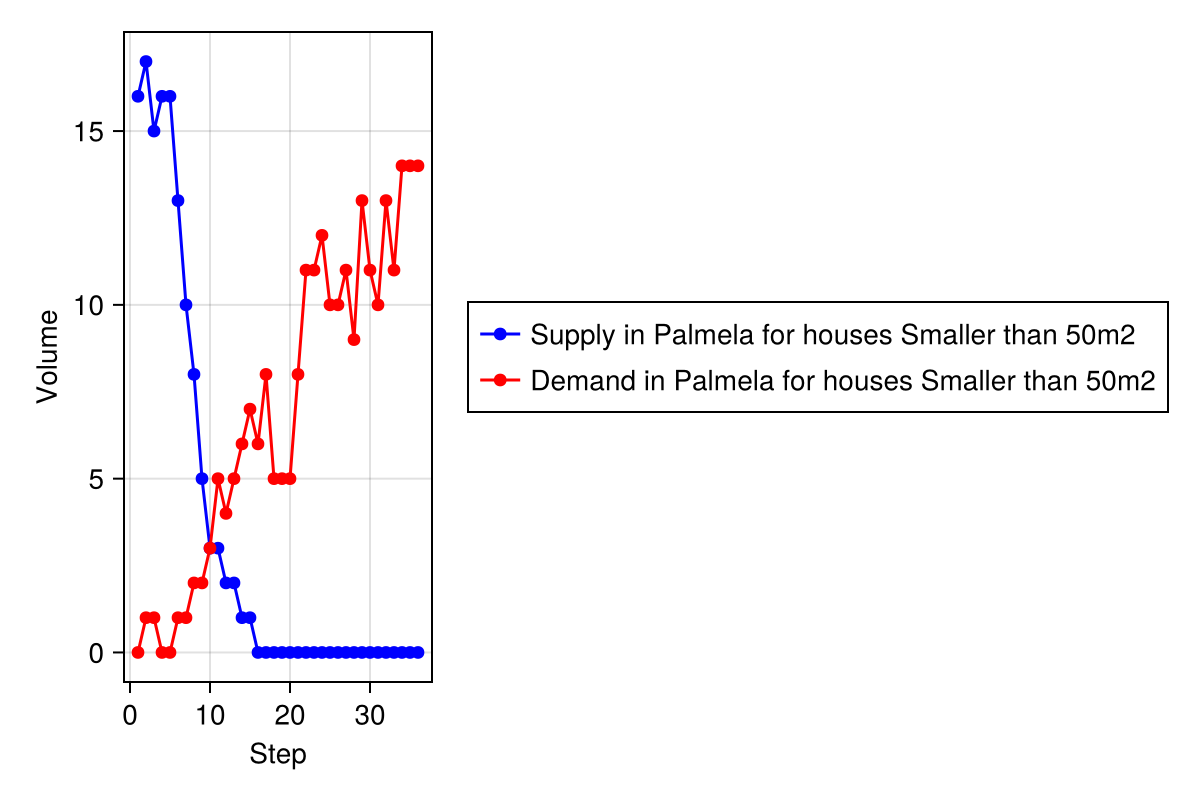 15
10
5
0
Volume
0 10 20 30
Step
Supply in Palmela for houses Smaller than 50m2
Demand in Palmela for houses Smaller than 50m2